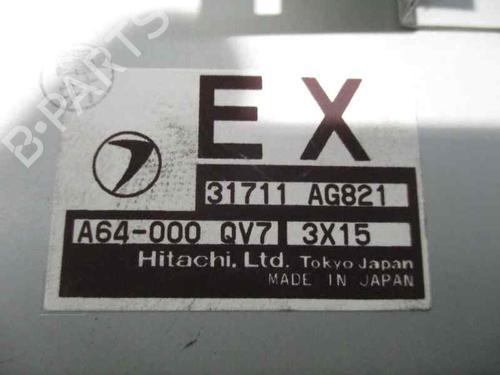 B-PARTS
EX
31711 AG821
A64-000 QV7 3X15
Hitachi, Ltd. Tokyo Japan
MADE IN JAPAN